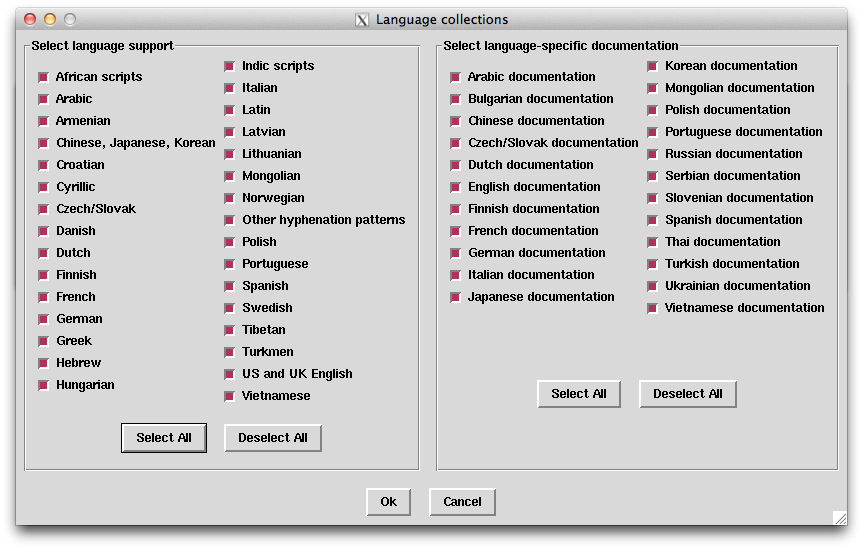 Language collections
Select language support
African scripts
Arabic
Armenian
Chinese, Japanese, Korean
Croatian
Cyrillic
Czech/Slovak
Danish
Dutch
Finnish
French
German
Greek
Hebrew
Hungarian
Indic scripts
Italian
Latin
Latvian
Lithuanian
Mongolian
Norwegian
Other hyphenation patterns
Polish
Portuguese
Spanish
Swedish
Tibetan
Turkmen
US and UK English
Vietnamese
Select All
Deselect All
Select language-specific documentation
Arabic documentation
Bulgarian documentation
Chinese documentation
Czech/Slovak documentation
Dutch documentation
English documentation
Finnish documentation
French documentation
German documentation
Italian documentation
Japanese documentation
Korean documentation
Mongolian documentation
Polish documentation
Portuguese documentation
Russian documentation
Serbian documentation
Slovenian documentation
Spanish documentation
Thai documentation
Turkish documentation
Ukrainian documentation
Vietnamese documentation
Select All
Deselect All
Ok
Cancel